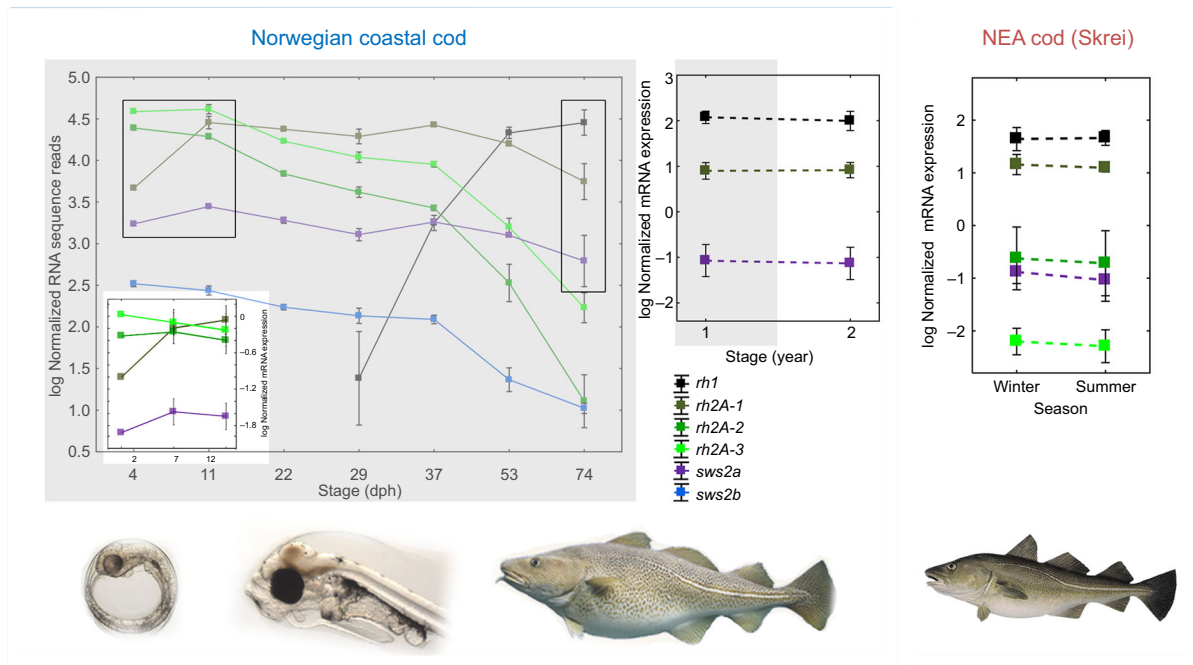 Norwegian coastal cod
NEA cod (Skrei)
log Normalized RNA sequence reads
5.0
4.5
4.0
3.5
3.0
2.5
2.0
1.5
1.0
0.5
4
11
22
29
37
53
74
Stage (dph)
0
−0.6
−1.2
−1.8
log Normalized mRNA expression
2
7
12
log Normalized mRNA expression
3
2
1
0
−1
−2
1
2
Stage (year)
rh1
rh2A-1
rh2A-2
rh2A-3
sws2a
sws2b
log Normalized mRNA expression
2
1
0
−1
−2
Winter
Summer
Season